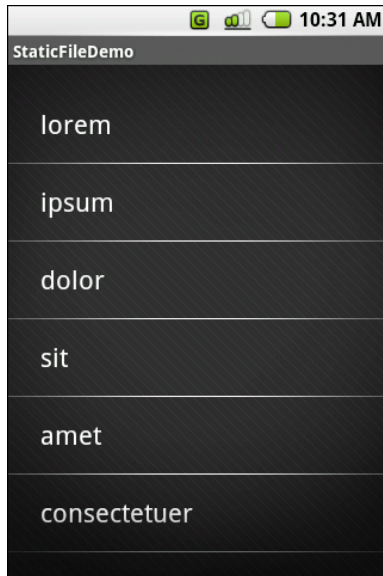 G 10:31 AM
StaticFileDemo
lorem
ipsum
dolor
sit
amet
consectetuer